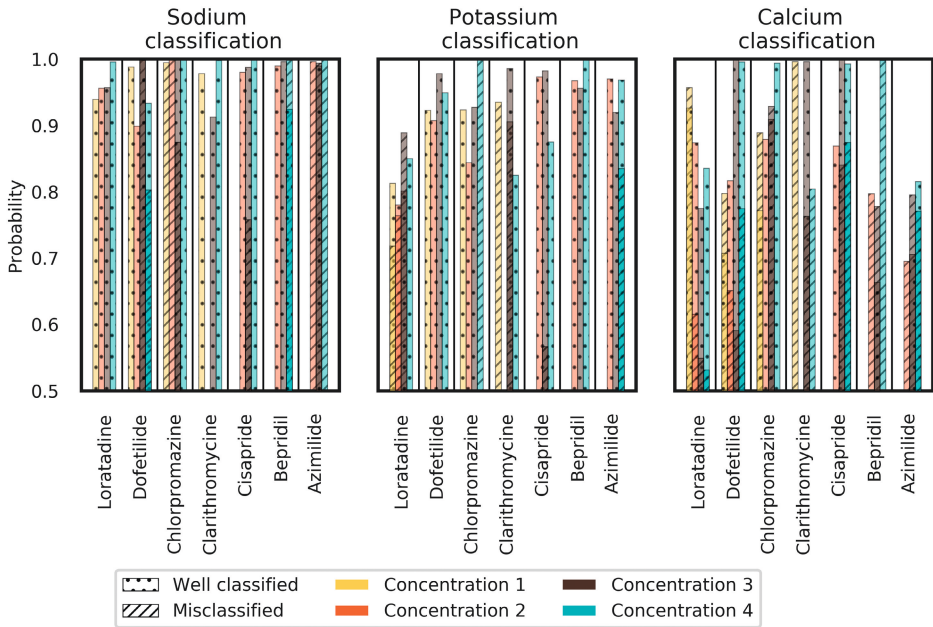 Sodium
classification
Potassium
classification
Calcium
classification
Probability
1.0
0.9
0.8
0.7
0.6
0.5
Loratadine
Dofetilide
Chlorpromazine
Clarithromycine
Cisapride
Bepridil
Azimilide
Loratadine
Dofetilide
Chlorpromazine
Clarithromycine
Cisapride
Bepridil
Azimilide
Loratadine
Dofetilide
Chlorpromazine
Clarithromycine
Cisapride
Bepridil
Azimilide
Well classified
Misclassified
Concentration 1
Concentration 2
Concentration 3
Concentration 4